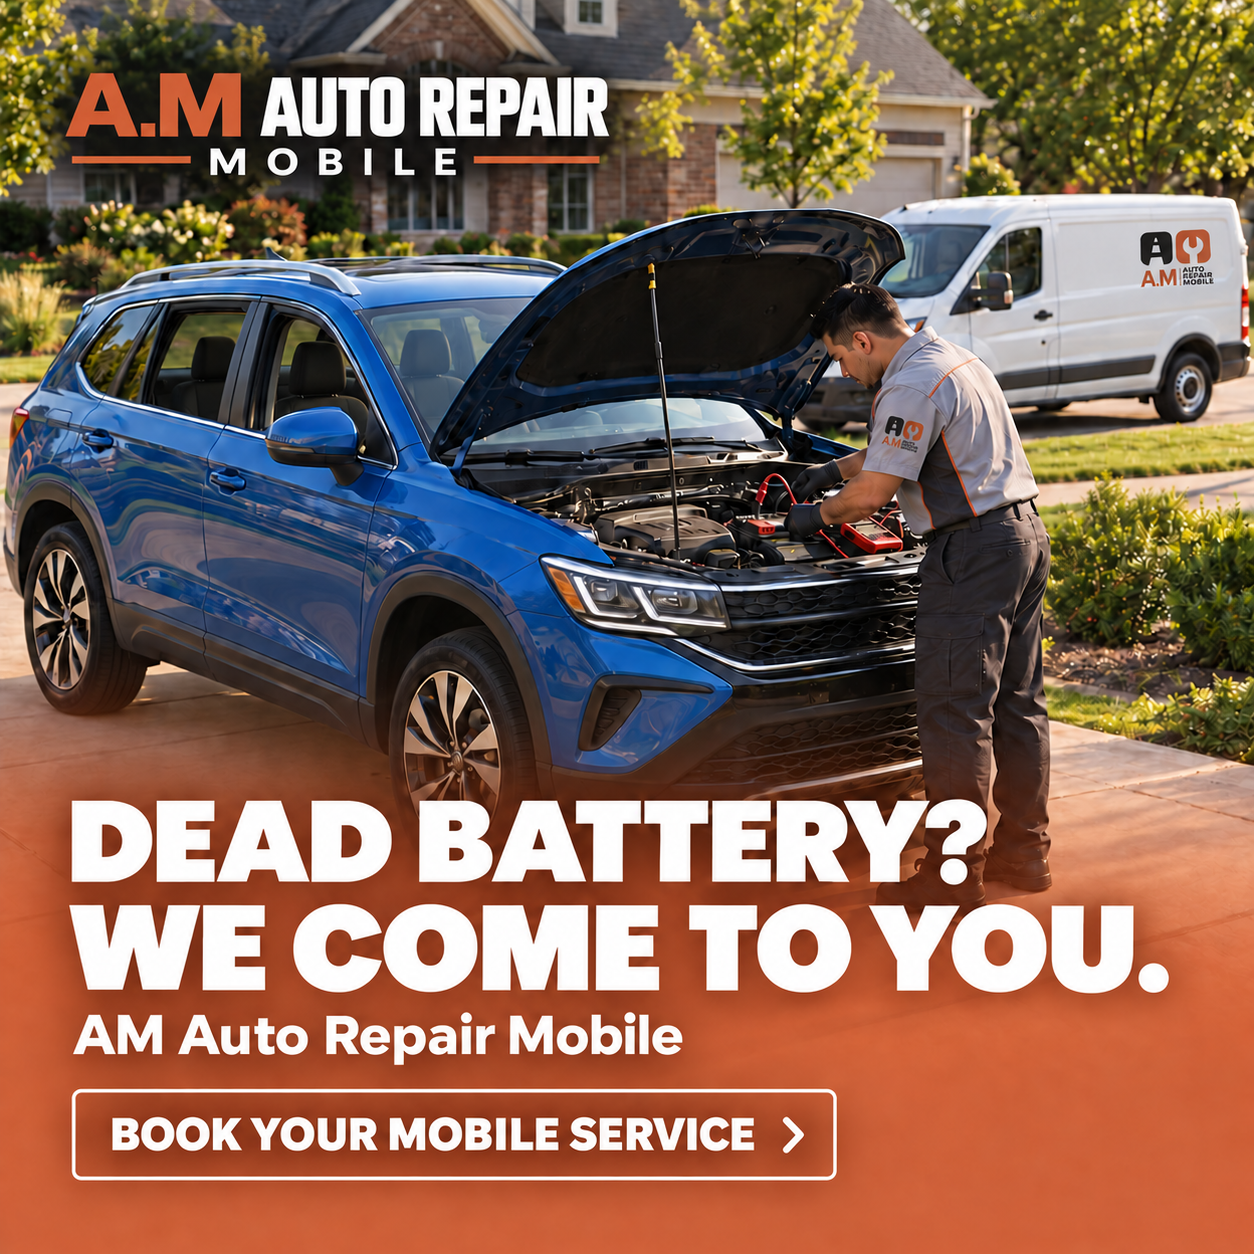 A.M AUTO REPAIR
MOBILE
A.M AUTO
REPAIR
MOBILE
A.M AUTO
DEAD BATTERY?
WE COME TO YOU.
AM Auto Repair Mobile
BOOK YOUR MOBILE SERVICE